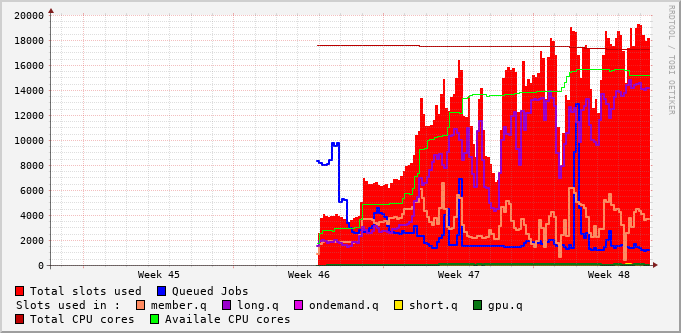 RRDTOOL / TOBI OETIKER
20000
18000
16000
14000
12000
10000
8000
6000
4000
2000
0
Week 45 Week 46 Week 47 Week 48
Total slots used Queued Jobs
Slots used in : member.q long.q ondemand.q short.q gpu.q
Total CPU cores Availale CPU cores